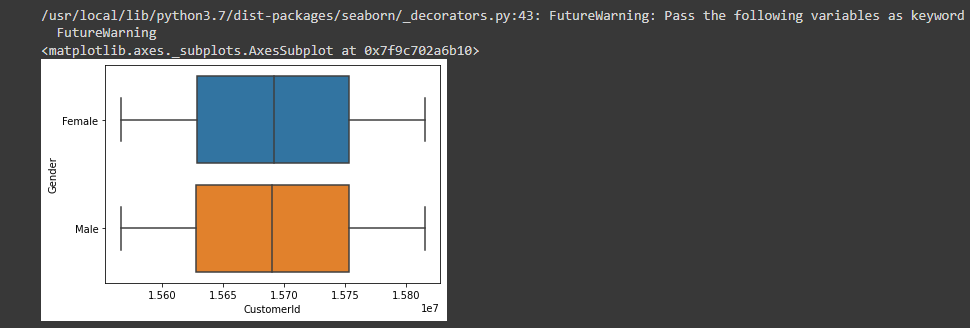 /usr/local/lib/python3.7/dist-packages/seaborn/_decorators.py:43: FutureWarning: Pass the following variables as keyword
FutureWarning
<matplotlib.axes._subplots.AxesSubplot at 0x7f9c702a6b10>
Female
Gender
Male
1.560 1.565 1.570 1.575 1.580
1e7
CustomerId